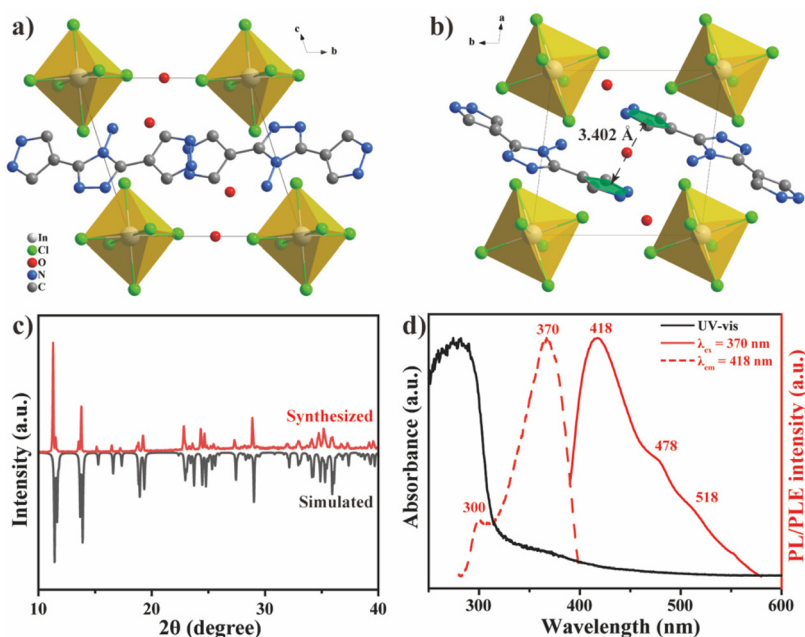 a)
c
b
In
Cl
O
N
C
b)
a
b
3.402 Å
c)
Intensity (a.u.)
Synthesized
Simulated
10 20 30 40
2θ (degree)
d)
Absorbance (a.u.)
370
418
300
478
518
UV-vis
λex = 370 nm
λem = 418 nm
PL/PLE intensity (a.u.)
300 400 500 600
Wavelength (nm)